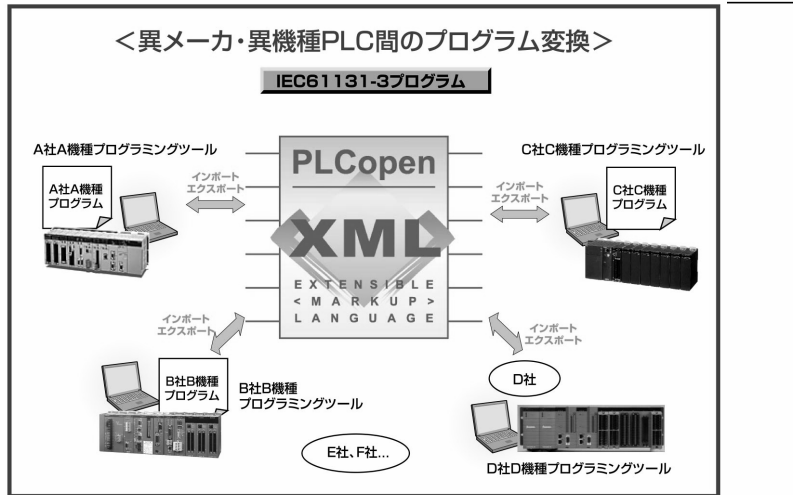 ＜異メーカ・異機種PLC間のプログラム変換＞
IEC61131-3プログラム
A社A機種プログラミングツール
A社A機種
プログラム
インポート
エクスポート
PLCopen
XML
EXTENSIBLE
<MARKUP>
LANGUAGE
C社C機種プログラミングツール
インポート
エクスポート
C社C機種
プログラム
インポート
エクスポート
B社B機種
プログラム
B社B機種
プログラミングツール
インポート
エクスポート
D社
D社D機種プログラミングツール
E社、F社...